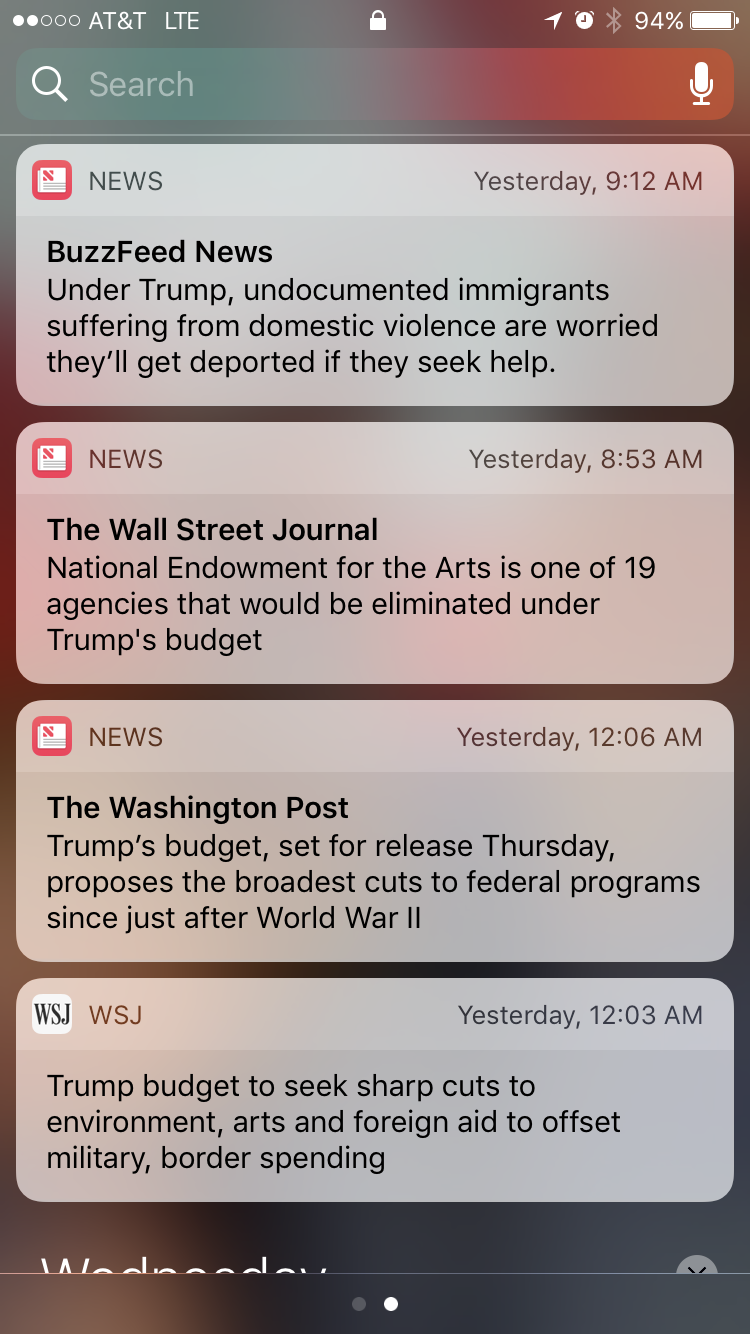 AT&T LTE 94%
Search
NEWS Yesterday, 9:12 AM
BuzzFeed News
Under Trump, undocumented immigrants
suffering from domestic violence are worried
they’ll get deported if they seek help.
NEWS Yesterday, 8:53 AM
The Wall Street Journal
National Endowment for the Arts is one of 19
agencies that would be eliminated under
Trump's budget
NEWS Yesterday, 12:06 AM
The Washington Post
Trump’s budget, set for release Thursday,
proposes the broadest cuts to federal programs
since just after World War II
WSJ WSJ Yesterday, 12:03 AM
Trump budget to seek sharp cuts to
environment, arts and foreign aid to offset
military, border spending
Wednesday